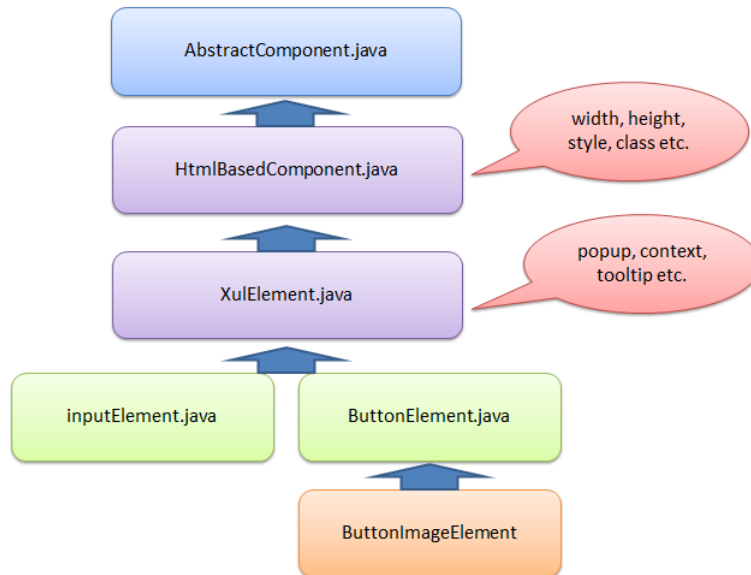 AbstractComponent.java
width, height,
style, class etc.
HtmlBasedComponent.java
popup, context,
tooltip etc.
XulElement.java
inputElement.java
ButtonElement.java
ButtonImageElement